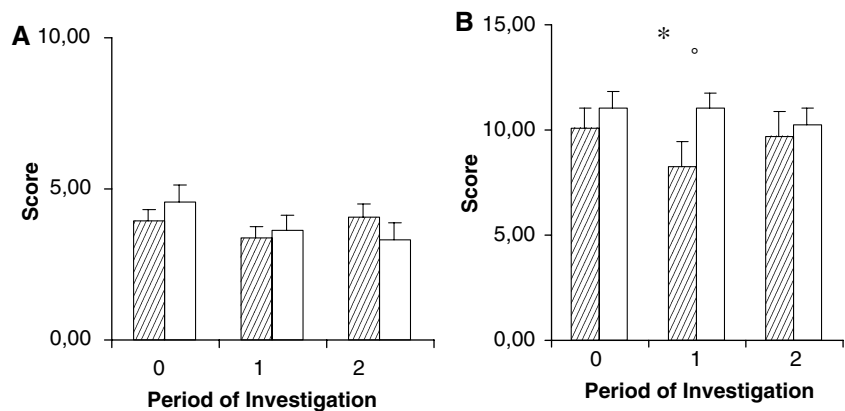 A
10,00
5,00
0,00
Score
0 1 2
Period of Investigation
B
15,00
* °
10,00
5,00
0,00
Score
0 1 2
Period of Investigation